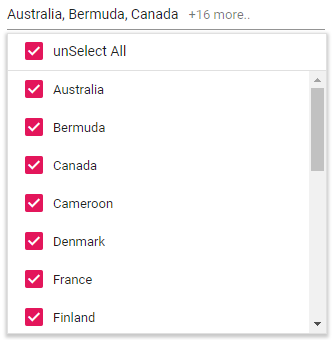 Australia, Bermuda, Canada +16 more..
unSelect All
Australia
Bermuda
Canada
Cameroon
Denmark
France
Finland